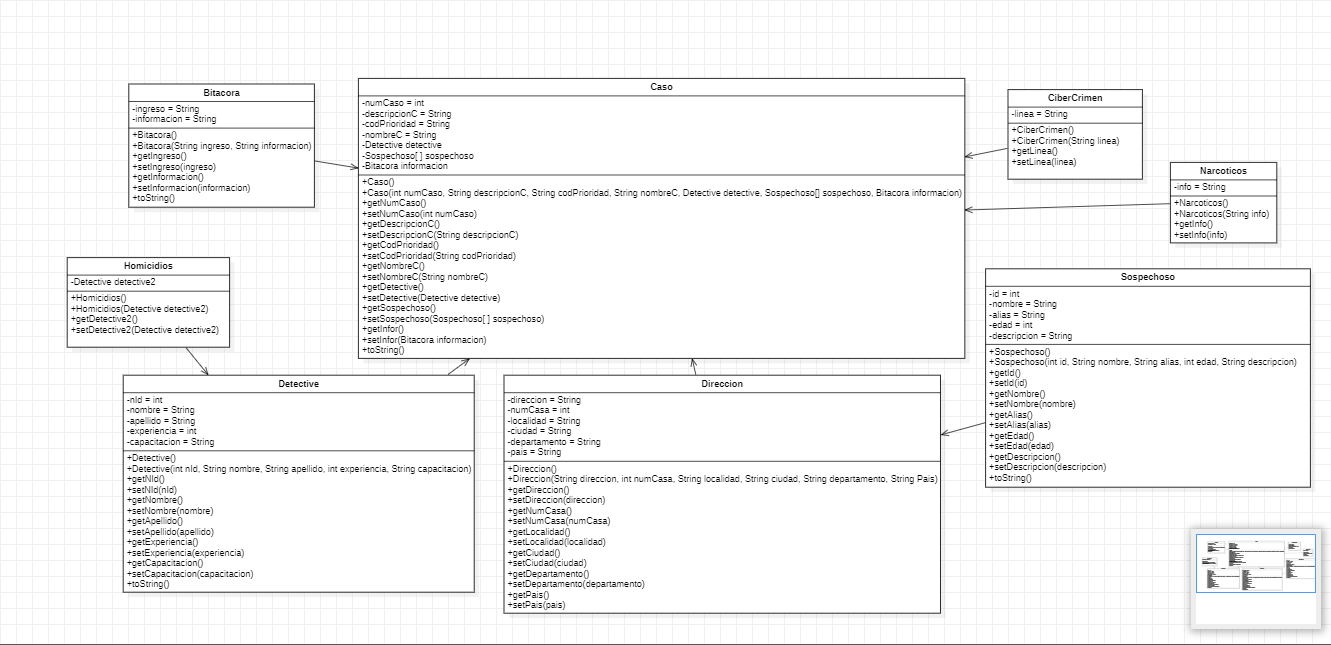 Bitacora
-ingreso = String
-informacion = String
+Bitacora()
+Bitacora(String ingreso, String informacion)
+getIngreso()
+setIngreso(ingreso)
+getInformacion()
+setInformacion(informacion)
+toString()
Caso
-numCaso = int
-descripcionC = String
-codPrioridad = String
-nombreC = String
-Detective detective
-Sospechoso[ ] sospechoso
-Bitacora informacion
+Caso()
+Caso(int numCaso, String descripcionC, String codPrioridad, String nombreC, Detective detective, Sospechoso[] sospechoso, Bitacora informacion)
+getNumCaso()
+setNumCaso(int numCaso)
+getDescripcionC()
+setDescripcionC(String descripcionC)
+getCodPrioridad()
+setCodPrioridad(String codPrioridad)
+getNombreC()
+setNombreC(String nombreC)
+getDetective()
+setDetective(Detective detective)
+getSospechoso()
+setSospechoso(Sospechoso[ ] sospechoso)
+getInfor()
+setInfor(Bitacora informacion)
+toString()
CiberCrimen
-linea = String
+CiberCrimen()
+CiberCrimen(String linea)
+getLinea()
+setLinea(linea)
Narcoticos
-info = String
+Narcoticos()
+Narcoticos(String info)
+getInfo()
+setInfo(info)
Homicidios
-Detective detective2
+Homicidios()
+Homicidios(Detective detective2)
+getDetective2()
+setDetective2(Detective detective2)
Sospechoso
-id = int
-nombre = String
-alias = String
-edad = int
-descripcion = String
+Sospechoso()
+Sospechoso(int id, String nombre, String alias, int edad, String descripcion)
+getId()
+setId(id)
+getNombre()
+setNombre(nombre)
+getAlias()
+setAlias(alias)
+getEdad()
+setEdad(edad)
+getDescripcion()
+setDescripcion(descripcion)
+toString()
Detective
-nId = int
-nombre = String
-apellido = String
-experiencia = int
-capacitacion = String
+Detective()
+Detective(int nId, String nombre, String apellido, int experiencia, String capacitacion)
+getNId()
+setNId(nId)
+getNombre()
+setNombre(nombre)
+getApellido()
+setApellido(apellido)
+getExperiencia()
+setExperiencia(experiencia)
+getCapacitacion()
+setCapacitacion(capacitacion)
+toString()
Direccion
-direccion = String
-numCasa = int
-localidad = String
-ciudad = String
-departamento = String
-pais = String
+Direccion()
+Direccion(String direccion, int numCasa, String localidad, String ciudad, String departamento, String Pais)
+getDireccion()
+setDireccion(direccion)
+getNumCasa()
+setNumCasa(numCasa)
+getLocalidad()
+setLocalidad(localidad)
+getCiudad()
+setCiudad(ciudad)
+getDepartamento()
+setDepartamento(departamento)
+getPais()
+setPais(pais)